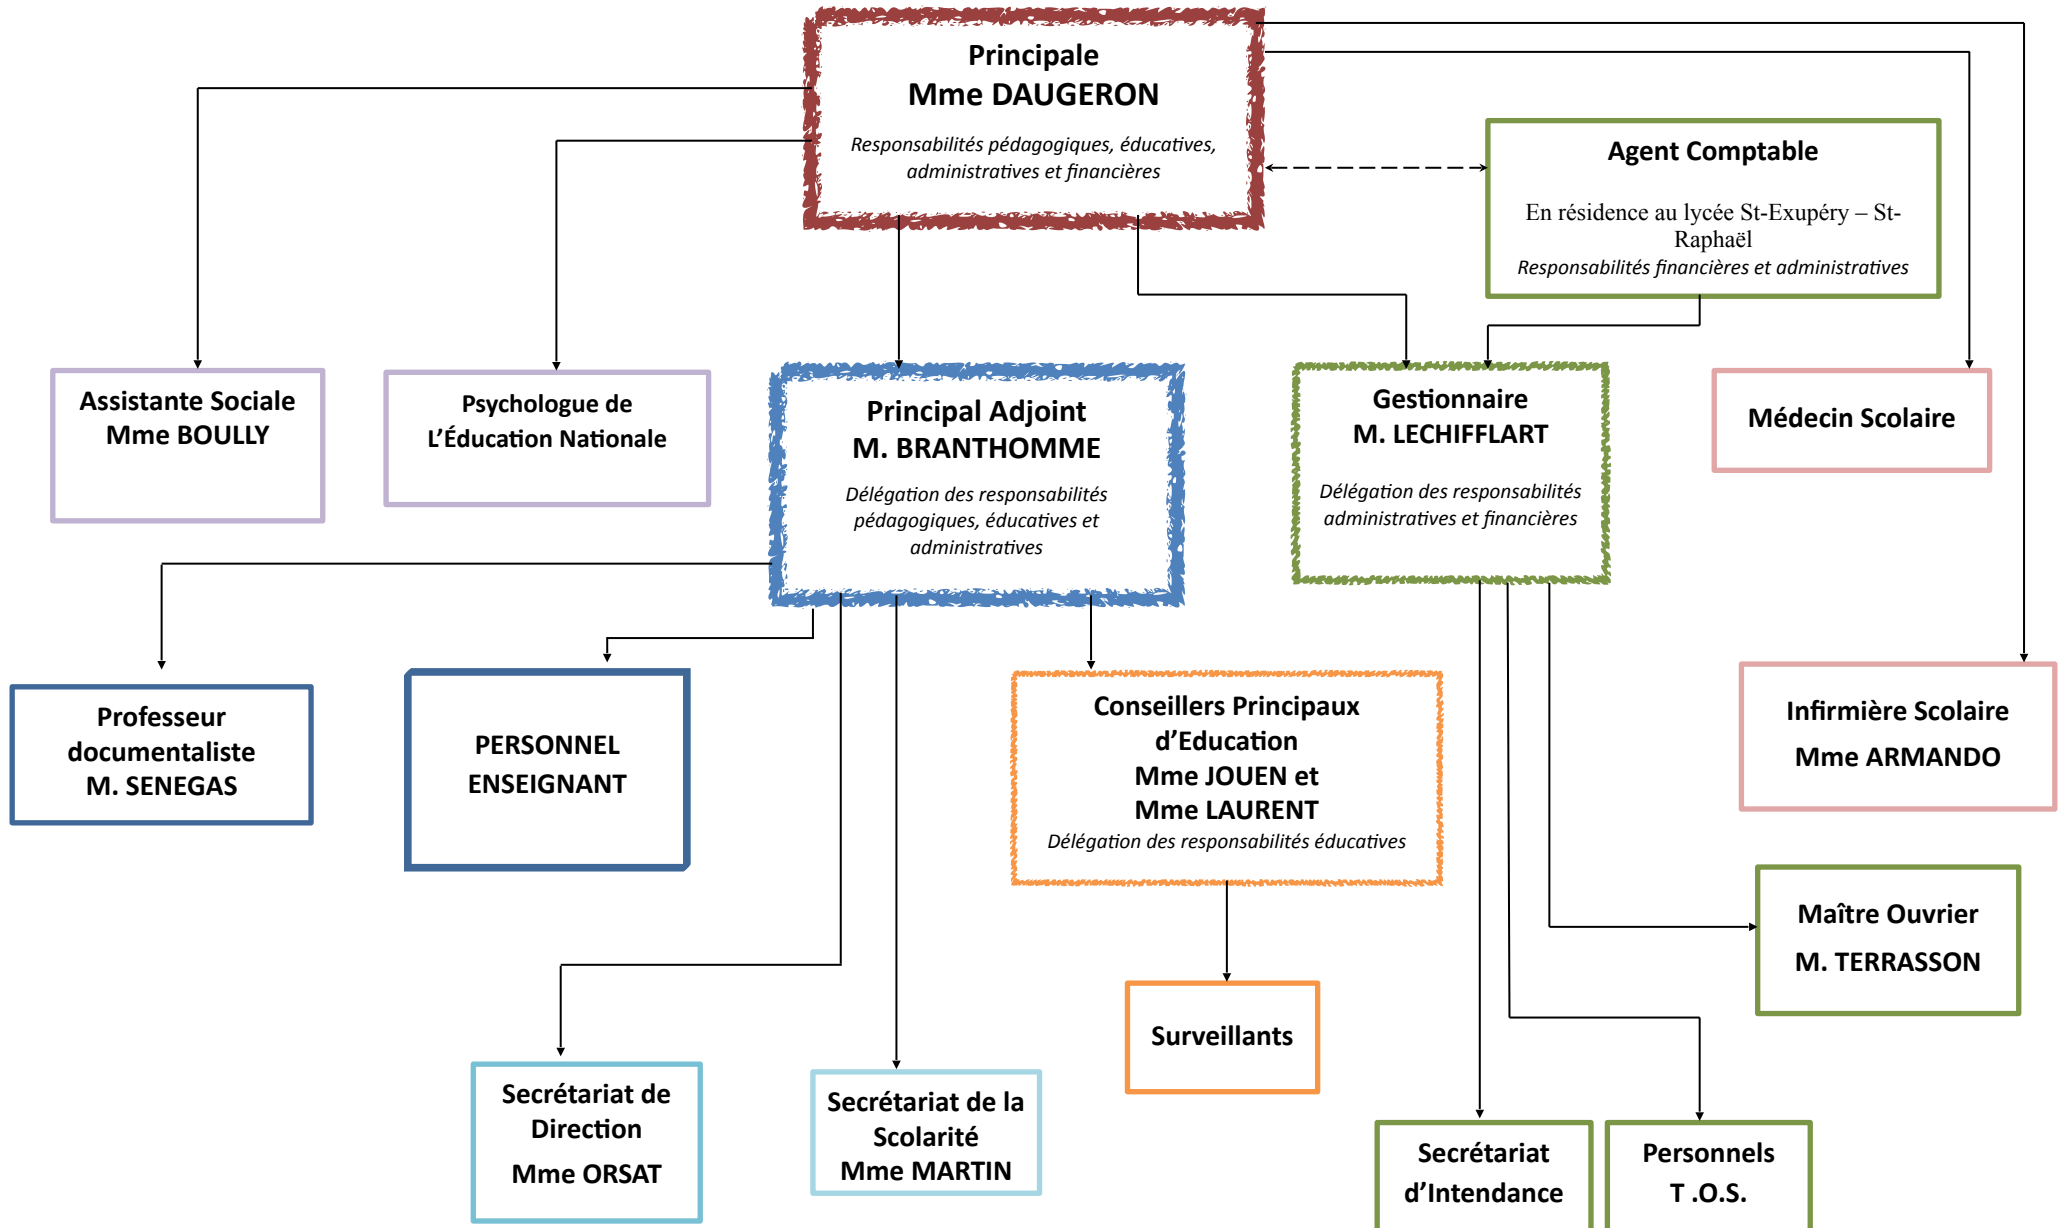 Principale
Mme DAUGERON
Responsabilités pédagogiques, éducatives,
administratives et financières
Agent Comptable
En résidence au lycée St-Exupéry – St-
Raphaël
Responsabilités financières et administratives
Assistante Sociale
Mme BOULLY
Psychologue de
L’Éducation Nationale
Principal Adjoint
M. BRANTHOMME
Délégation des responsabilités
pédagogiques, éducatives et
administratives
Gestionnaire
M. LECHIFFLART
Délégation des responsabilités
administratives et financières
Médecin Scolaire
Professeur
documentaliste
M. SENEGAS
PERSONNEL
ENSEIGNANT
Conseillers Principaux
d’Education
Mme JOUEN et
Mme LAURENT
Délégation des responsabilités éducatives
Infirmière Scolaire
Mme ARMANDO
Maître Ouvrier
M. TERRASSON
Surveillants
Secrétariat de
Direction
Mme ORSAT
Secrétariat de la
Scolarité
Mme MARTIN
Secrétariat
d’Intendance
Personnels
T .O.S.